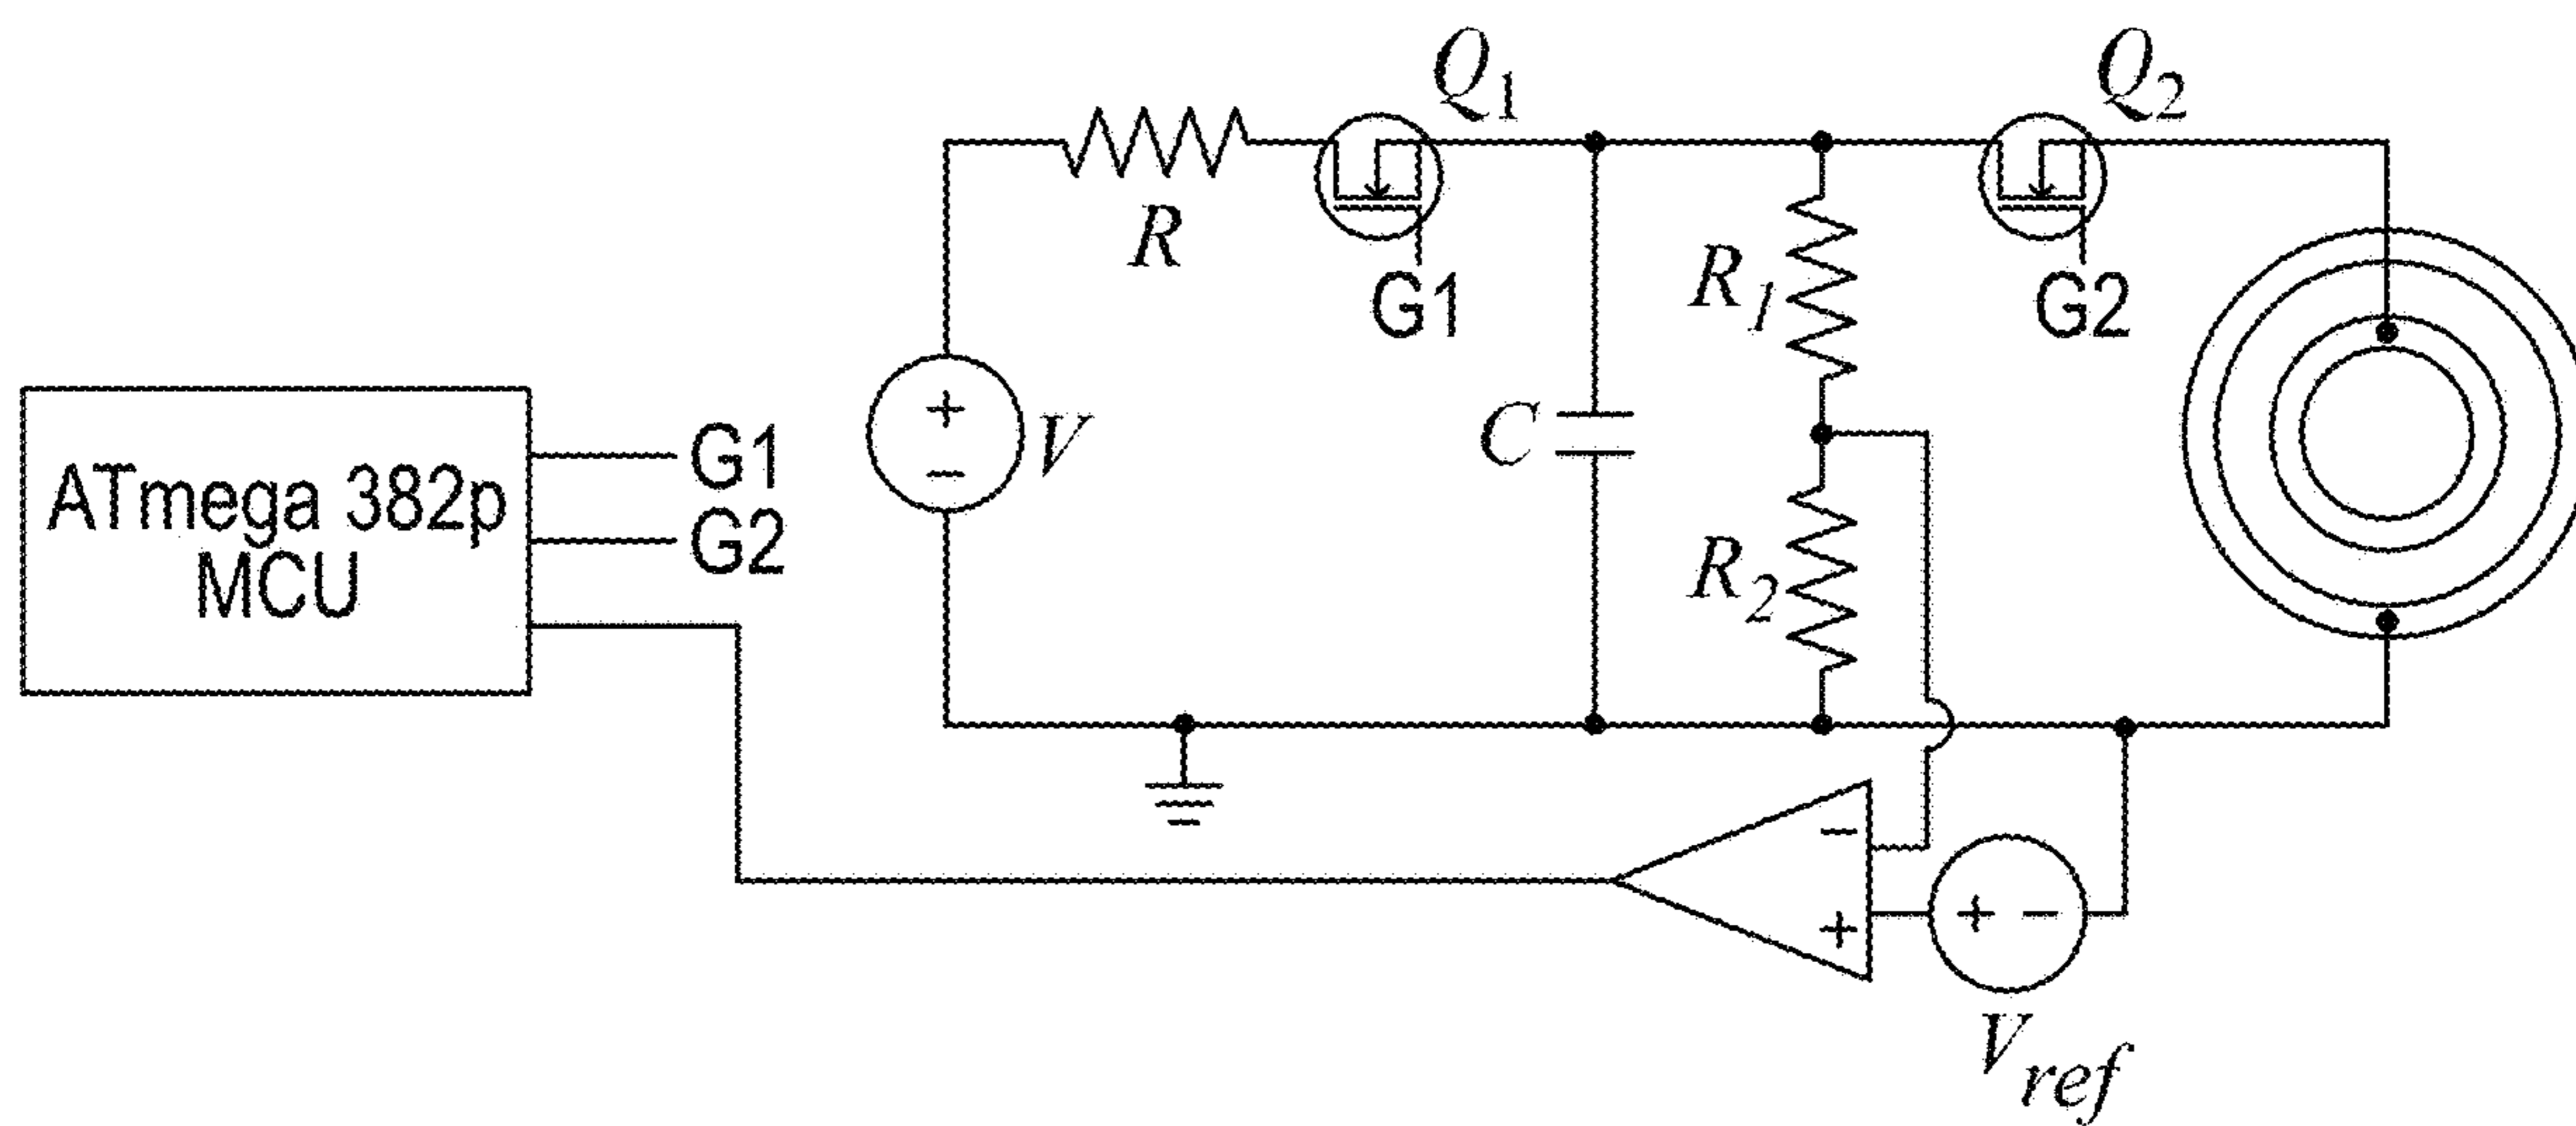 Q1
Q2
R
G1
R1
G2
ATmega 382p
MCU
G1
G2
+
−
V
C
R2
−
+
+ −
Vref